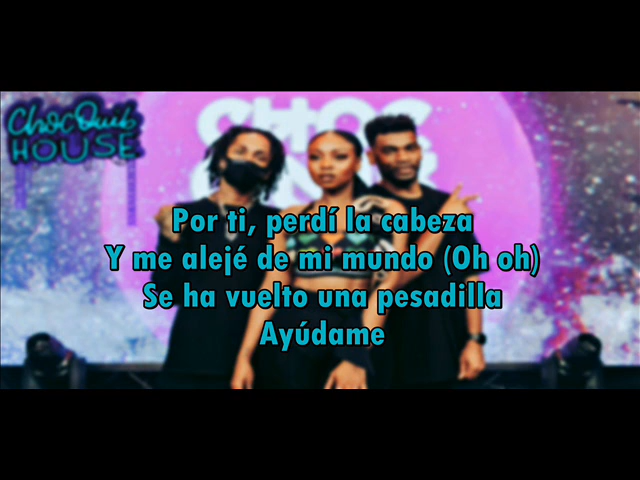 ChocQuib
HOUSE
CHOC
Por ti, perdí la cabeza
Y me alejé de mi mundo (Oh oh)
Se ha vuelto una pesadilla
Ayúdame